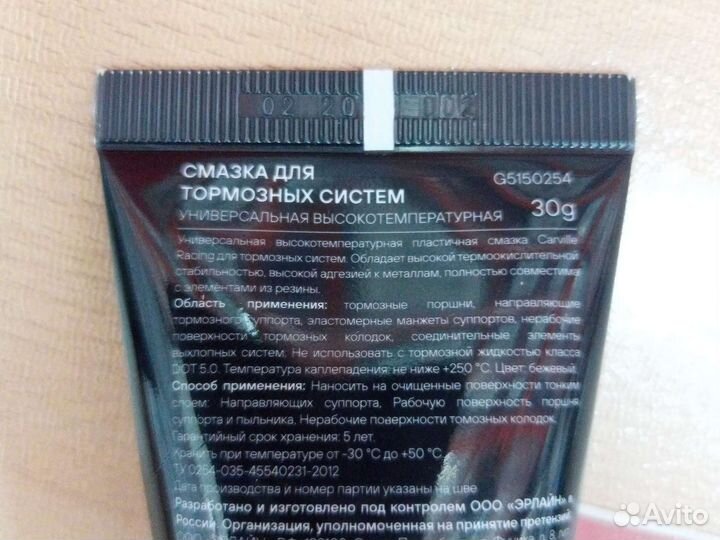 02 20 002
СМАЗКА ДЛЯ
ТОРМОЗНЫХ СИСТЕМ
G5150254
УНИВЕРСАЛЬНАЯ ВЫСОКОТЕМПЕРАТУРНАЯ
30g
Универсальная высокотемпературная пластичная смазка Carville
Racing для тормозных систем. Обладает высокой термоокислительной
стабильностью, высокой адгезией к металлам, полностью совместима
с элементами из резины.
Область применения: тормозные поршни, направляющие
тормозного суппорта, эластомерные манжеты суппортов, нерабочие
поверхности тормозных колодок, соединительные элементы
выхлопных систем. Не использовать с тормозной жидкостью класса
DOT 5.0. Температура каплепадения: не ниже +250 °C. Цвет: бежевый.
Способ применения: Наносить на очищенные поверхности тонким
слоем: Направляющих суппорта, Рабочую поверхность поршня
суппорта и пыльника, Нерабочие поверхности томозных колодок.
Гарантийный срок хранения: 5 лет.
Хранить при температуре от -30 °C до +50 °C.
ТУ 0254-035-45540231-2012
Дата производства и номер партии указаны на шве
Разработано и изготовлено под контролем ООО «ЭРЛАЙН» в
России. Организация, уполномоченная на принятие претензий:
ООО
Avito